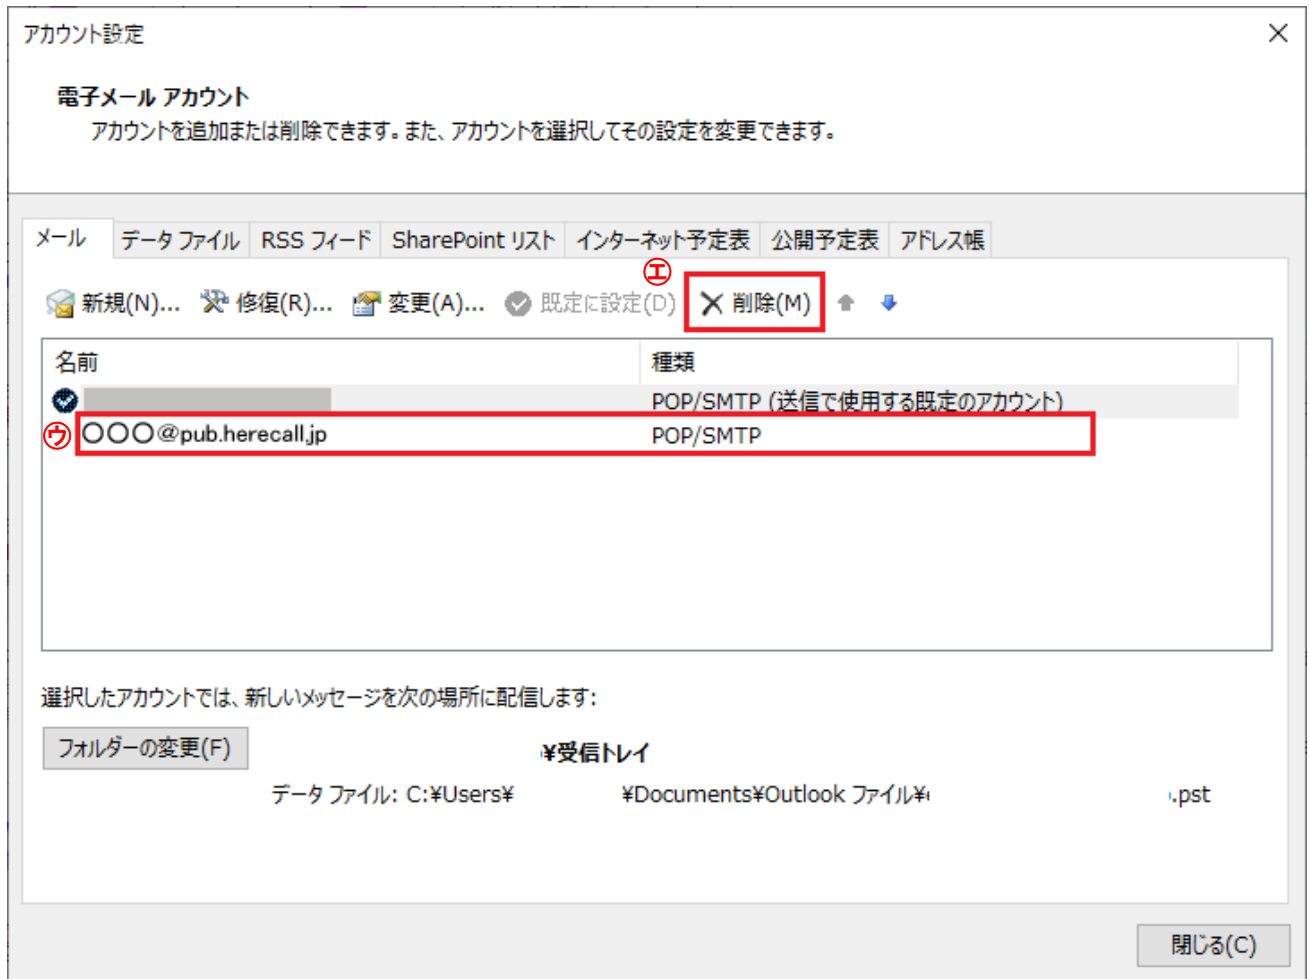 アカウント設定
電子メール アカウント
アカウントを追加または削除できます。また、アカウントを選択してその設定を変更できます。
メール データ ファイル RSS フィード SharePoint リスト インターネット予定表 公開予定表 アドレス帳
㋓
新規(N)... 修復(R)... 変更(A)... 既定に設定(D) 削除(M)
名前 種類
POP/SMTP (送信で使用する既定のアカウント)
㋒ 〇〇〇@pub.herecall.jp POP/SMTP
選択したアカウントでは、新しいメッセージを次の場所に配信します:
フォルダーの変更(F) ¥受信トレイ
データ ファイル: C:¥Users¥ ¥Documents¥Outlook ファイル¥ .pst
閉じる(C)